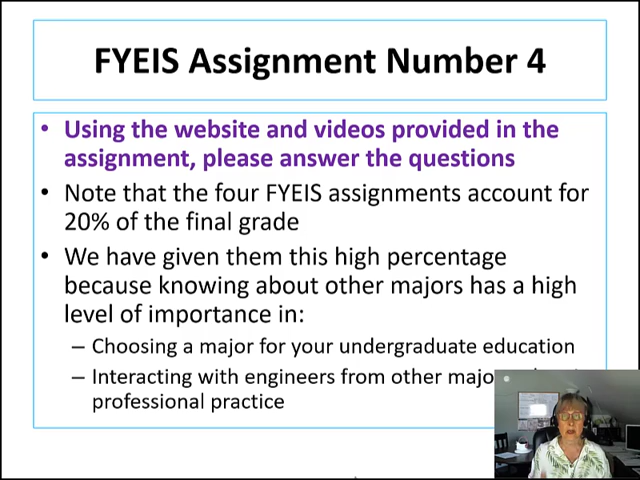 FYEIS Assignment Number 4
• Using the website and videos provided in the
assignment, please answer the questions
• Note that the four FYEIS assignments account for
20% of the final grade
• We have given them this high percentage
because knowing about other majors has a high
level of importance in:
– Choosing a major for your undergraduate education
– Interacting with engineers from other
professional practice